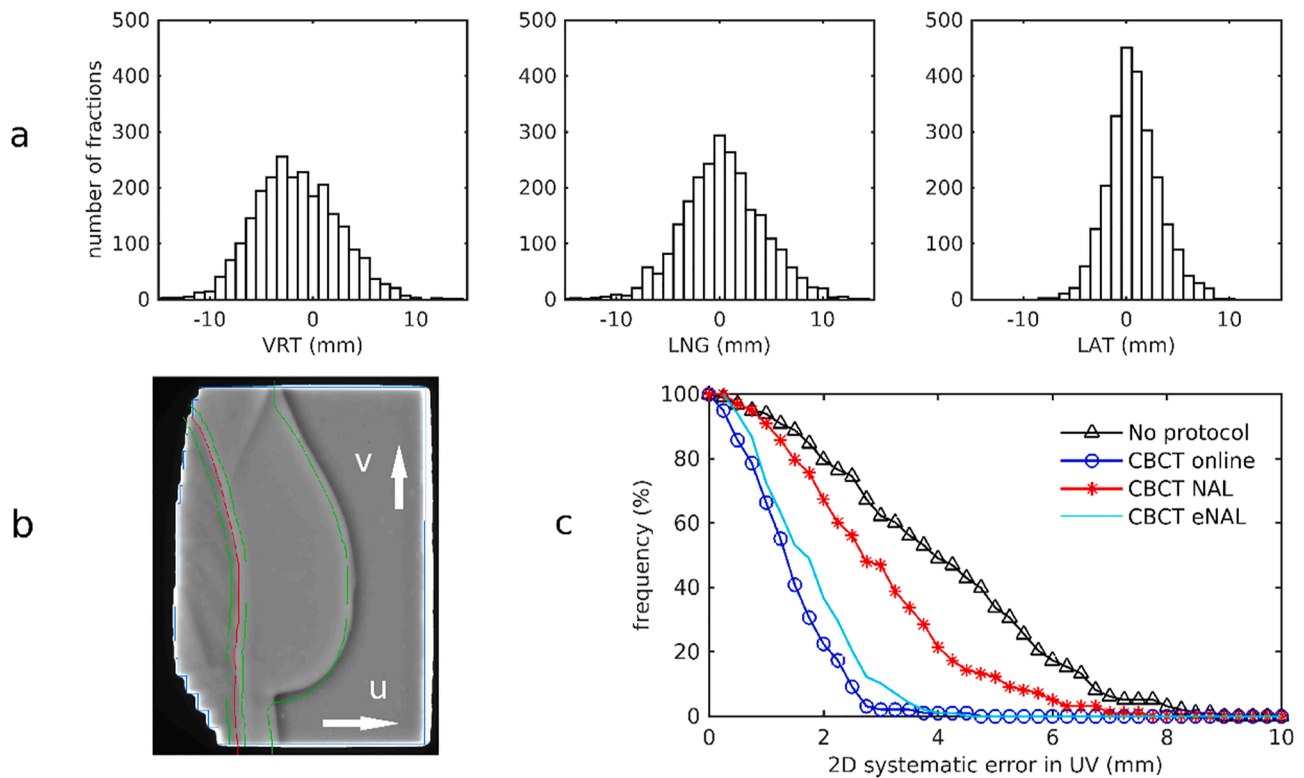 a
number of fractions
500
400
300
200
100
0
-10 0 10
VRT (mm)
500
400
300
200
100
0
-10 0 10
LNG (mm)
500
400
300
200
100
0
-10 0 10
LAT (mm)
b
v
u
c
frequency (%)
100
80
60
40
20
0
0 2 4 6 8 10
2D systematic error in UV (mm)
No protocol
CBCT online
CBCT NAL
CBCT eNAL